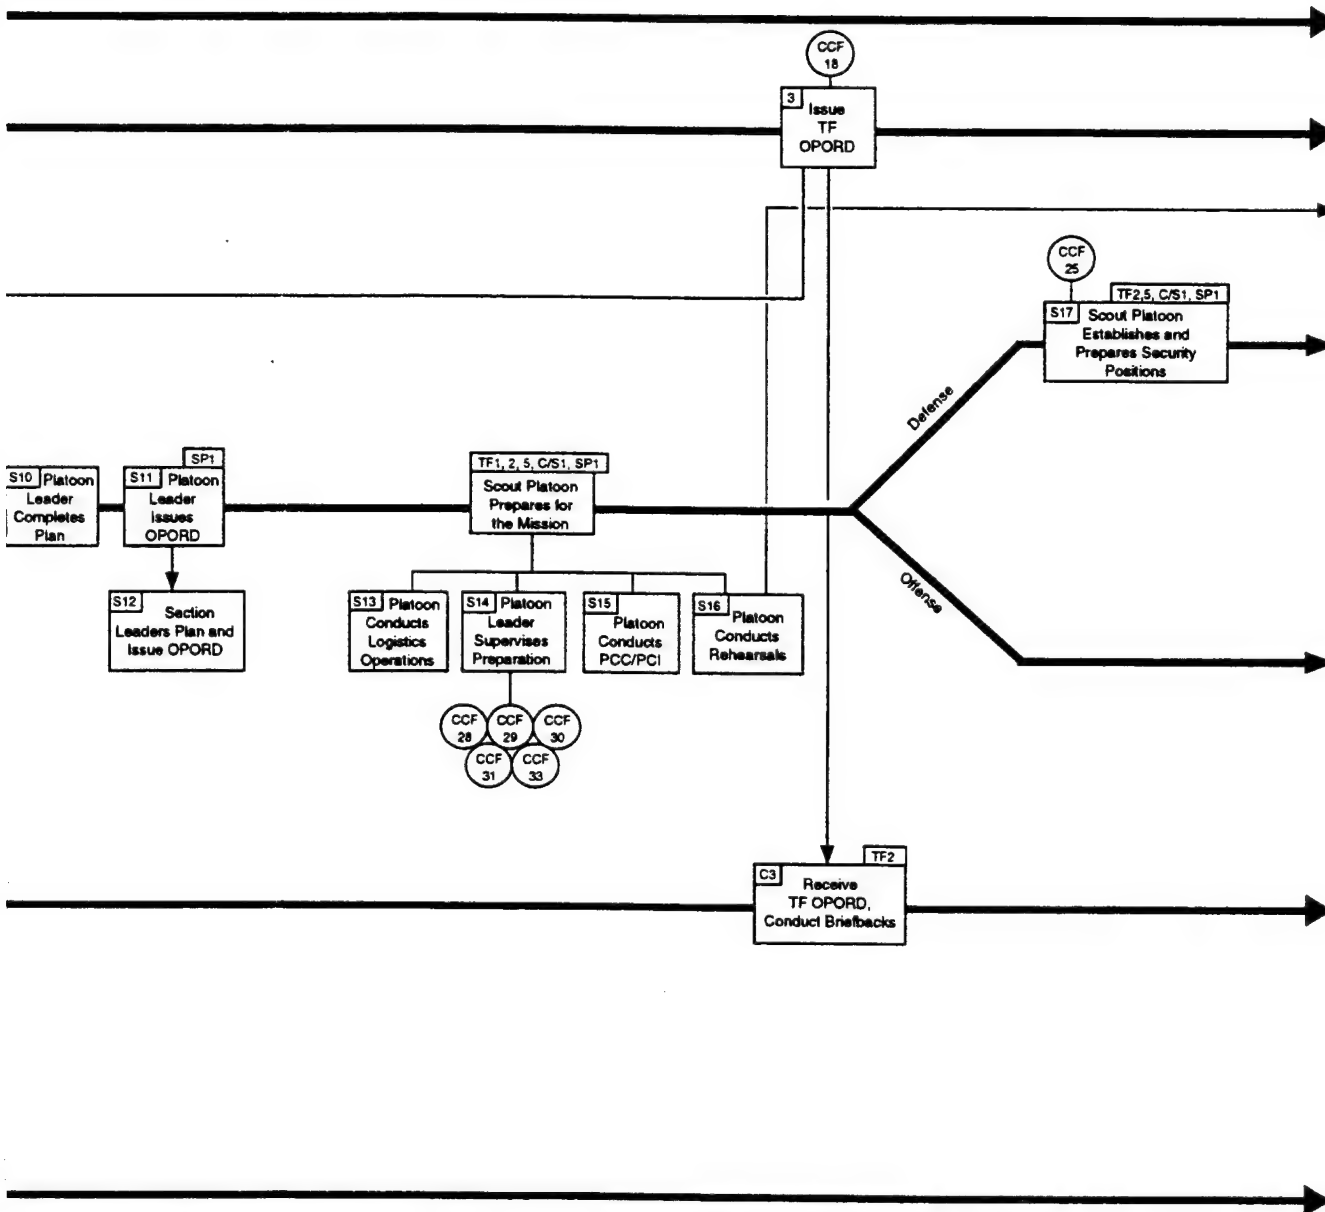 CCF
18
3
Issue
TF
OPORD
CCF
25
TF2,5, C/S1, SP1
S17 Scout Platoon
Establishes and
Prepares Security
Positions
Defense
Offense
S10 Platoon
Leader
Completes
Plan
SP1
S11 Platoon
Leader
Issues
OPORD
S12 Section
Leaders Plan and
Issue OPORD
TF1, 2, 5, C/S1, SP1
Scout Platoon
Prepares for
the Mission
S13 Platoon
Conducts
Logistics
Operations
S14 Platoon
Leader
Supervises
Preparation
S15
Platoon
Conducts
PCC/PCI
S16
Platoon
Conducts
Rehearsals
CCF
28
CCF
29
CCF
30
CCF
31
CCF
33
TF2
C3
Receive
TF OPORD,
Conduct Briefbacks